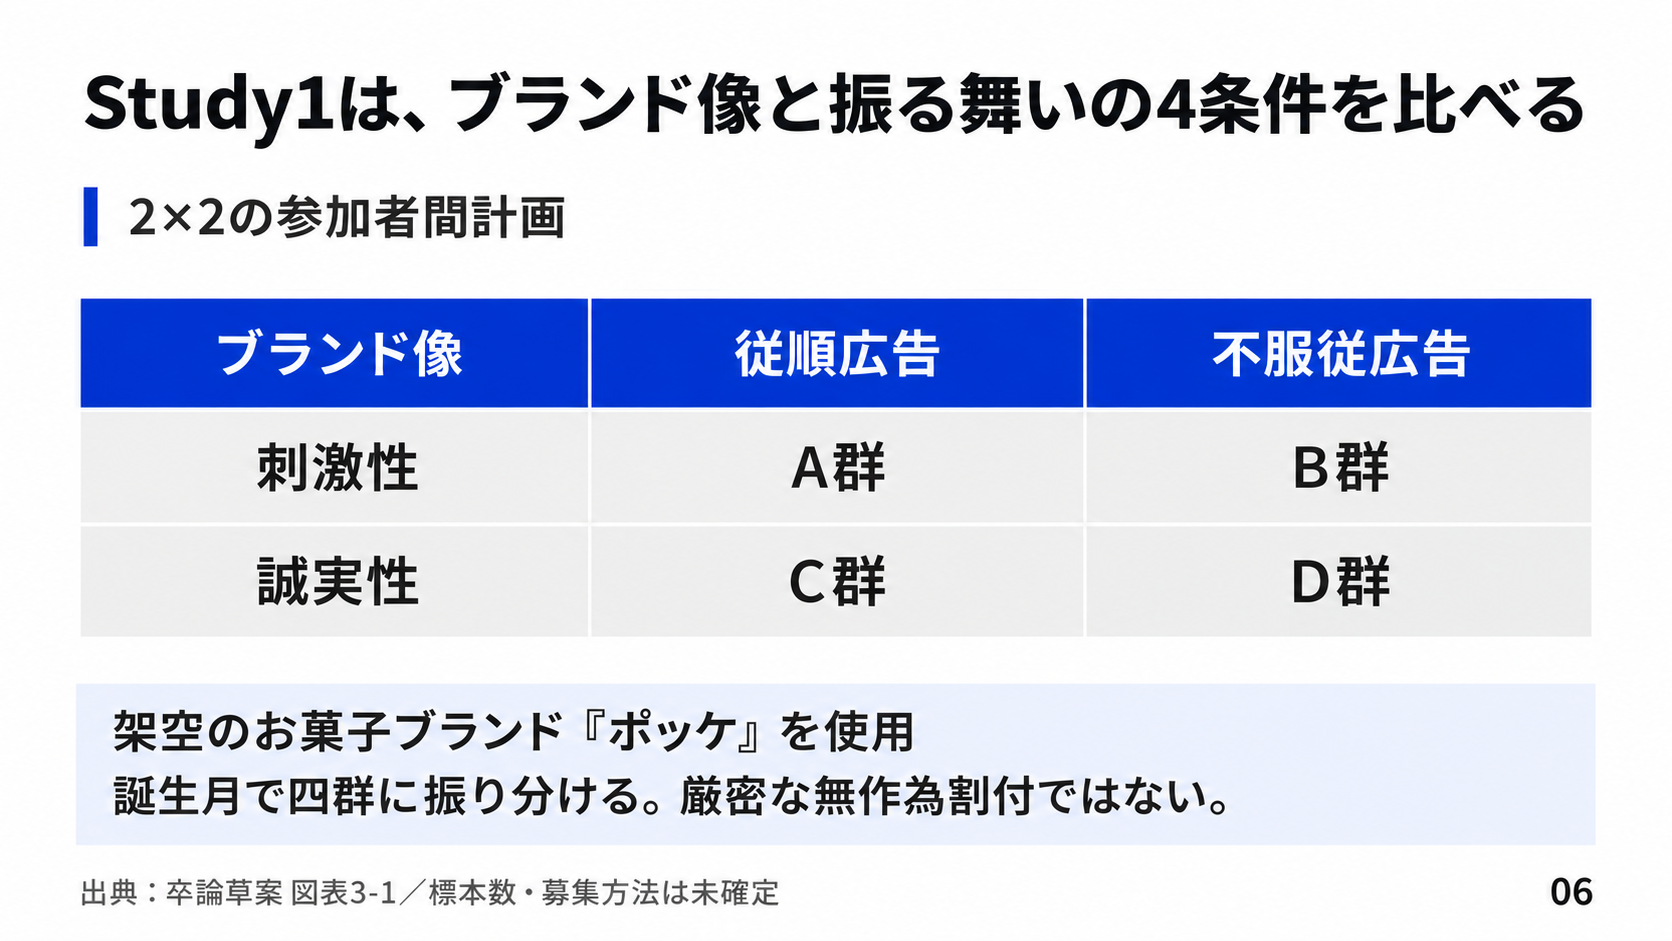 Study1は、ブランド像と振る舞いの4条件を比べる
2×2の参加者間計画
ブランド像 従順広告 不服従広告
刺激性 A群 B群
誠実性 C群 D群
架空のお菓子ブランド『ポッケ』を使用
誕生月で四群に振り分ける。厳密な無作為割付ではない。
出典：卒論草案 図表3-1／標本数・募集方法は未確定
06